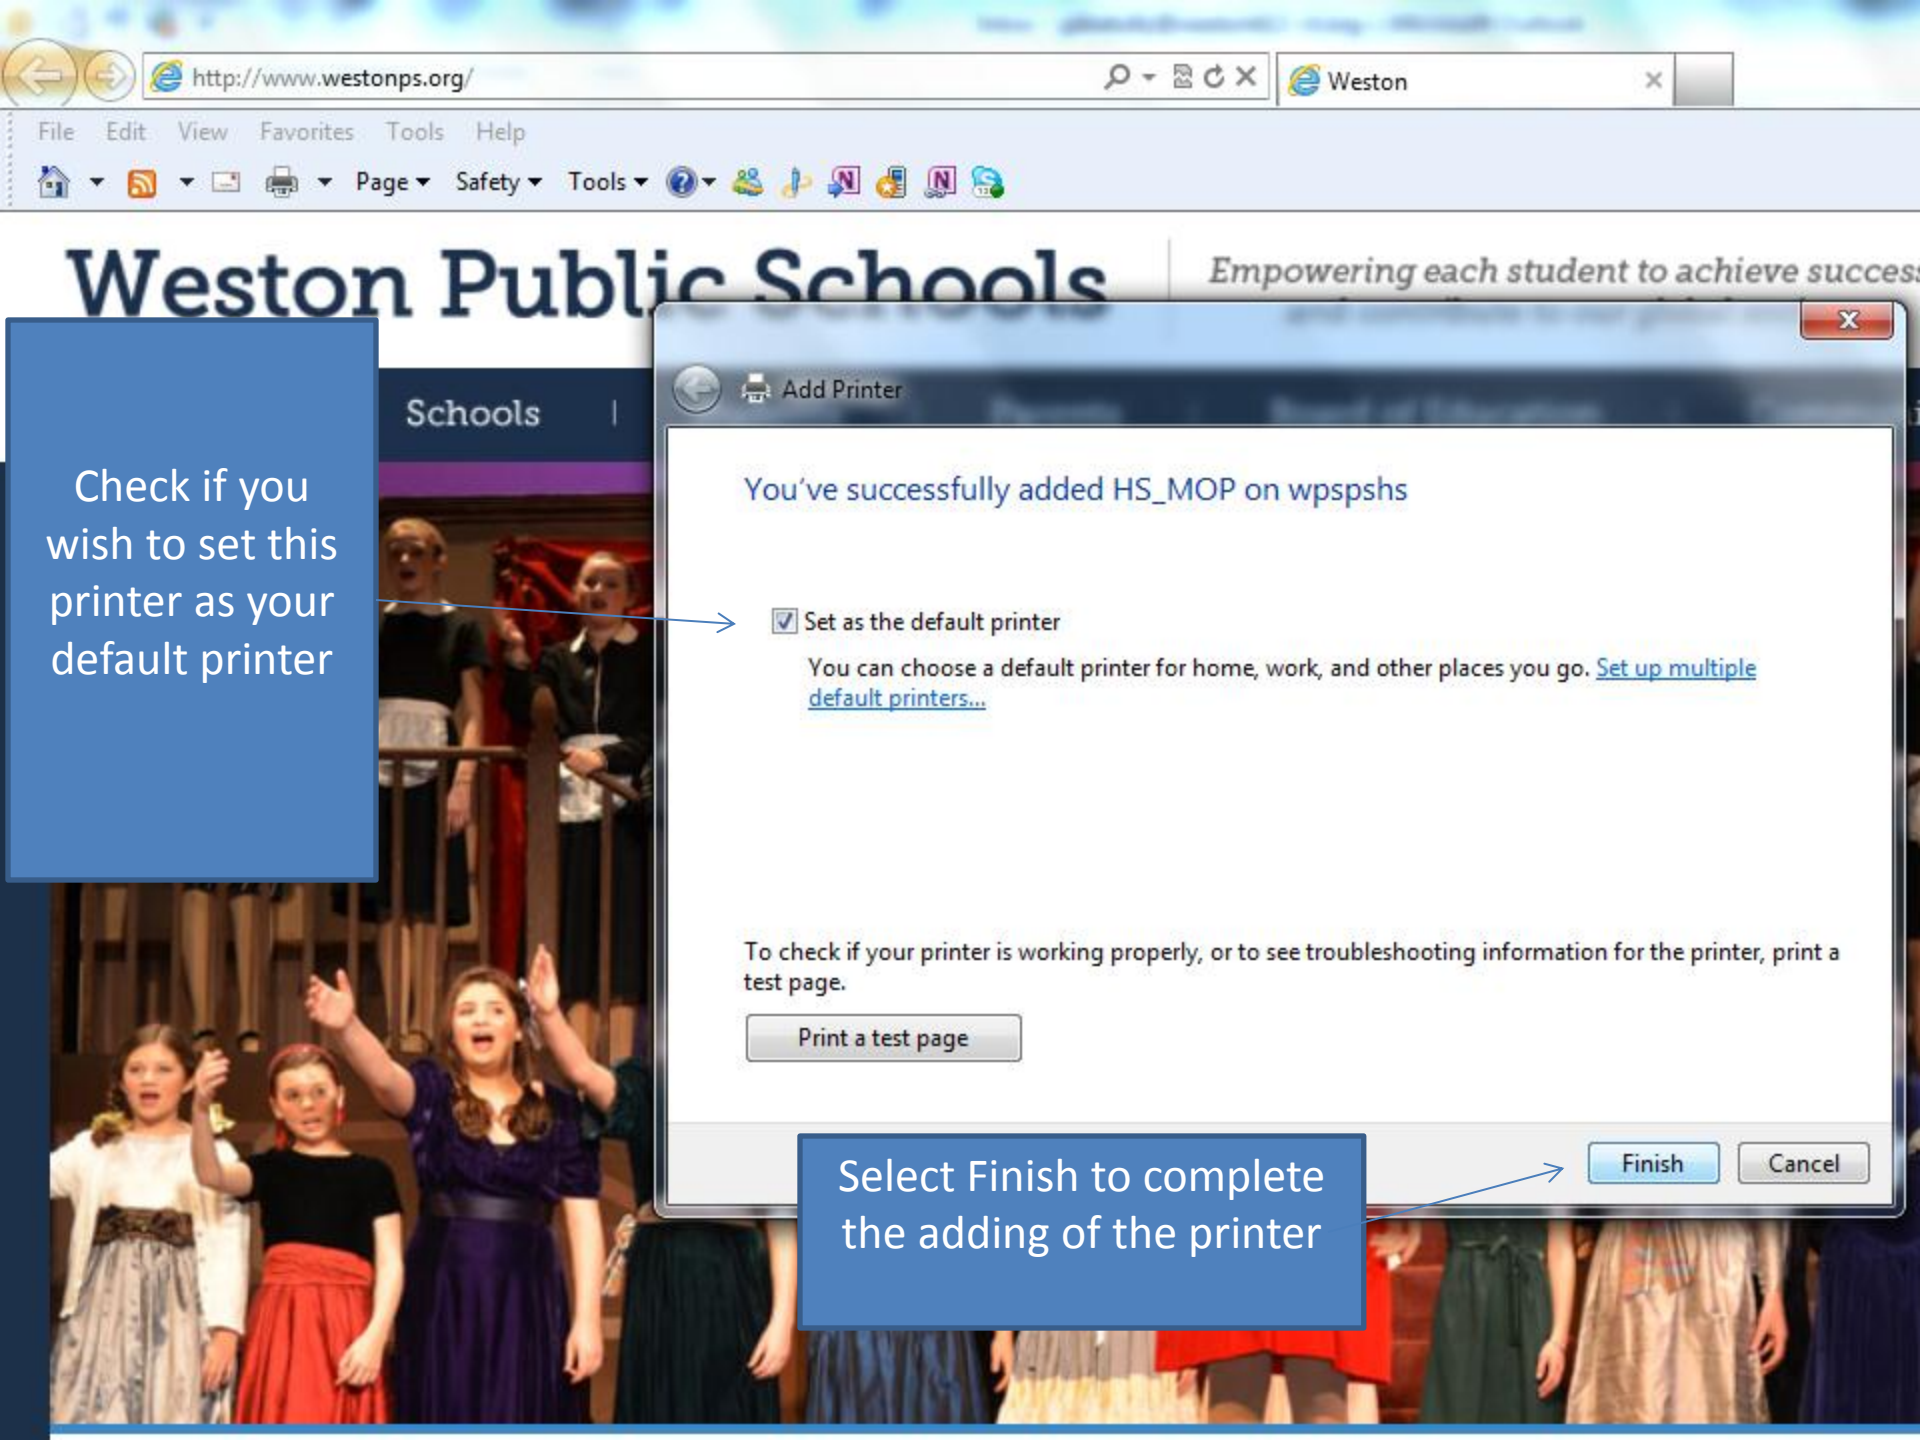 http://www.westonps.org/
Weston
File Edit View Favorites Tools Help
Page Safety Tools
Weston Public Schools
Empowering each student to achieve success
Schools
Add Printer
Check if you
wish to set this
printer as your
default printer
You've successfully added HS_MOP on wpspshs
Set as the default printer
You can choose a default printer for home, work, and other places you go. Set up multiple
default printers...
To check if your printer is working properly, or to see troubleshooting information for the printer, print a
test page.
Print a test page
Select Finish to complete
the adding of the printer
Finish
Cancel